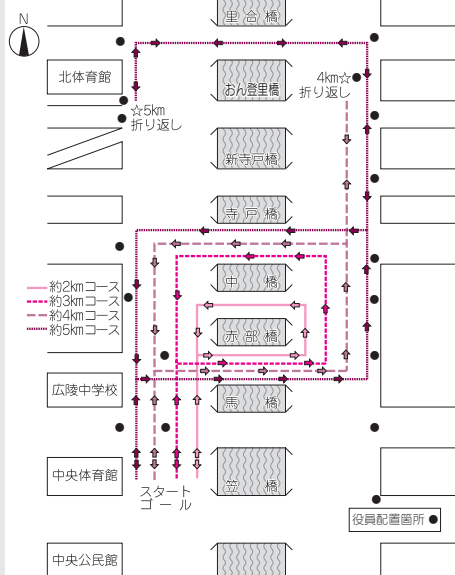 N
里合橋
北体育館
おん登里橋
4km☆
折り返し
☆5km
折り返し
新寺戸橋
寺戸橋
中橋
約2kmコース
約3kmコース
約4kmコース
約5kmコース
赤部橋
広陵中学校
馬橋
中央体育館
笠橋
スタート
ゴール
役員配置箇所 ●
中央公民館